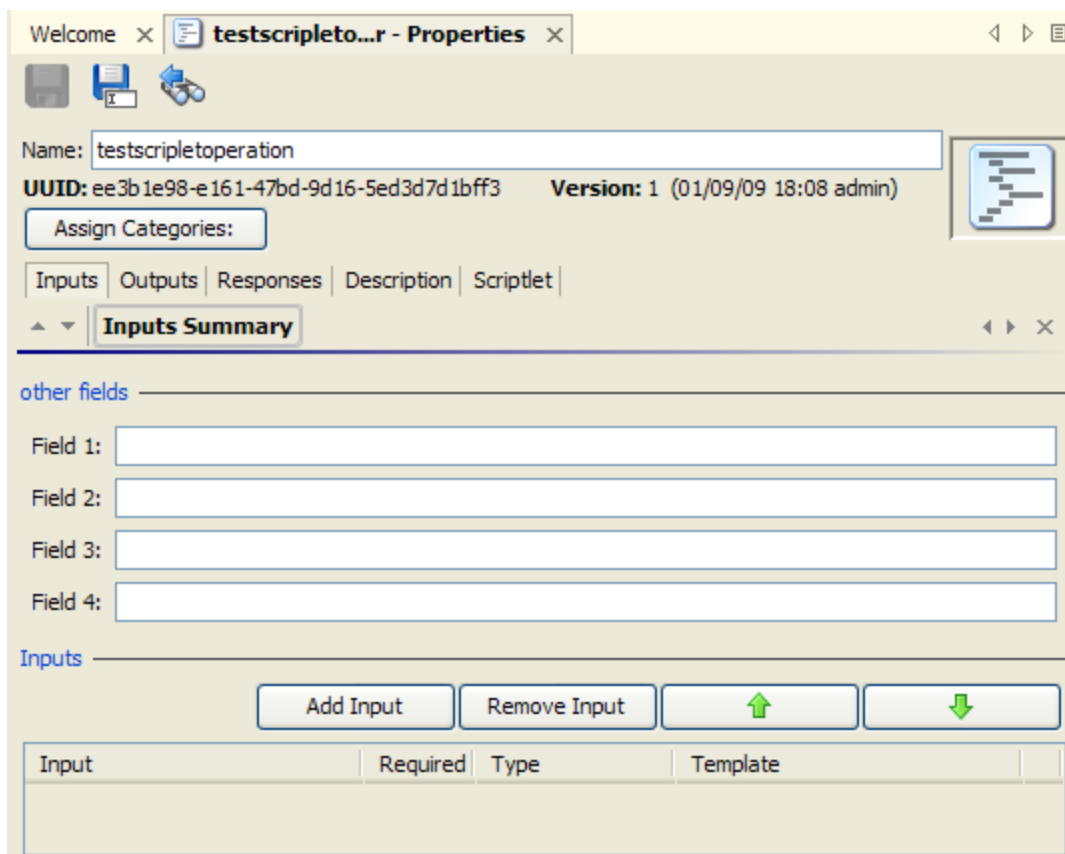 Welcome testscripleto...r - Properties
Name: testscripletoperation
UUID: ee3b1e98-e161-47bd-9d16-5ed3d7d1bff3 Version: 1 (01/09/09 18:08 admin)
Assign Categories:
Inputs Outputs Responses Description Scriptlet
Inputs Summary
other fields
Field 1:
Field 2:
Field 3:
Field 4:
Inputs
Add Input Remove Input
Input Required Type Template